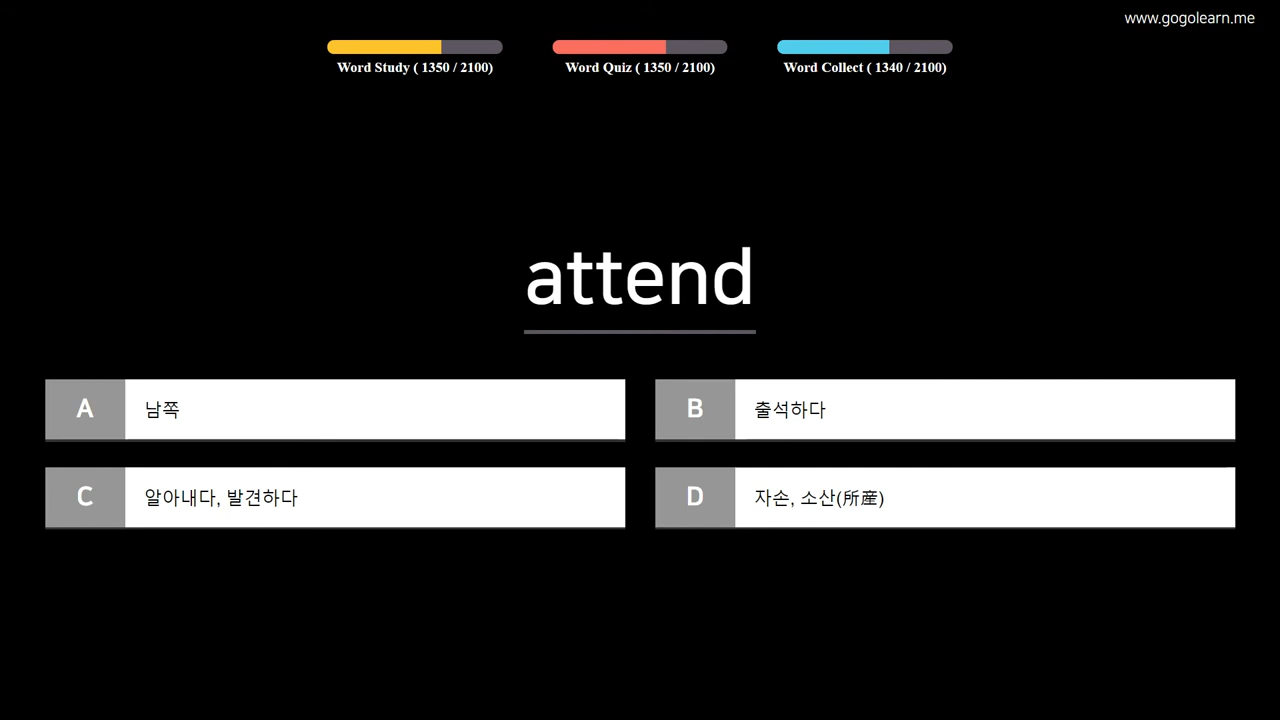 www.gogolearn.me
Word Study ( 1350 / 2100)
Word Quiz ( 1350 / 2100)
Word Collect ( 1340 / 2100)
attend
A 남쪽
B 출석하다
C 알아내다, 발견하다
D 자손, 소산(所産)